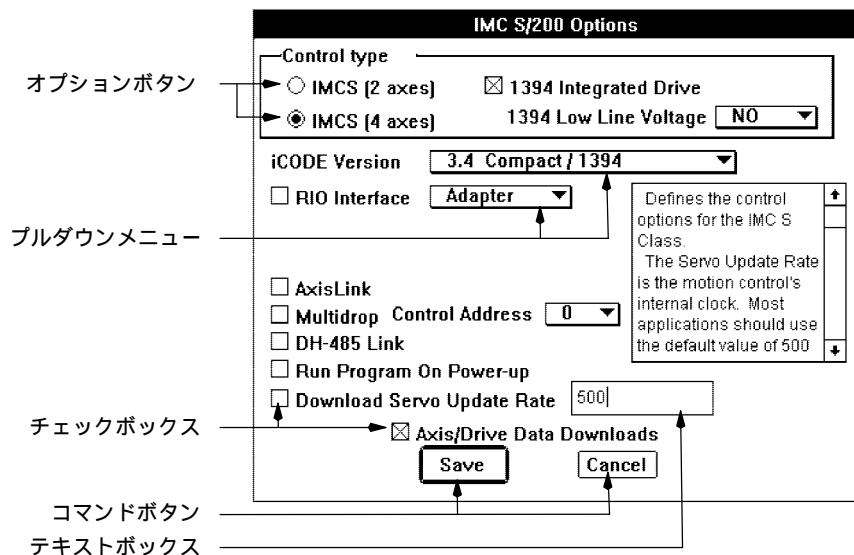 IMC S/200 Options
Control type
オプションボタン
IMCS (2 axes)
1394 Integrated Drive
IMCS (4 axes)
1394 Low Line Voltage
NO
iCODE Version
3.4 Compact / 1394
RIO Interface
Adapter
プルダウンメニュー
Defines the control
options for the IMC S
Class.
The Servo Update Rate
is the motion control's
internal clock. Most
applications should use
the default value of 500
AxisLink
Multidrop
Control Address
0
DH-485 Link
Run Program On Power-up
Download Servo Update Rate
500
チェックボックス
Axis/Drive Data Downloads
Save
Cancel
コマンドボタン
テキストボックス